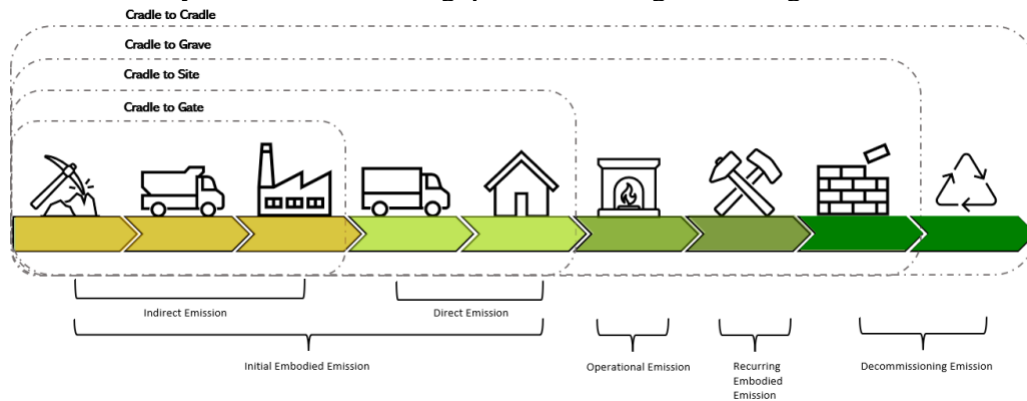 Cradle to Cradle
Cradle to Grave
Cradle to Site
Cradle to Gate
Indirect Emission
Direct Emission
Initial Embodied Emission
Operational Emission
Recurring
Embodied
Emission
Decommissioning Emission